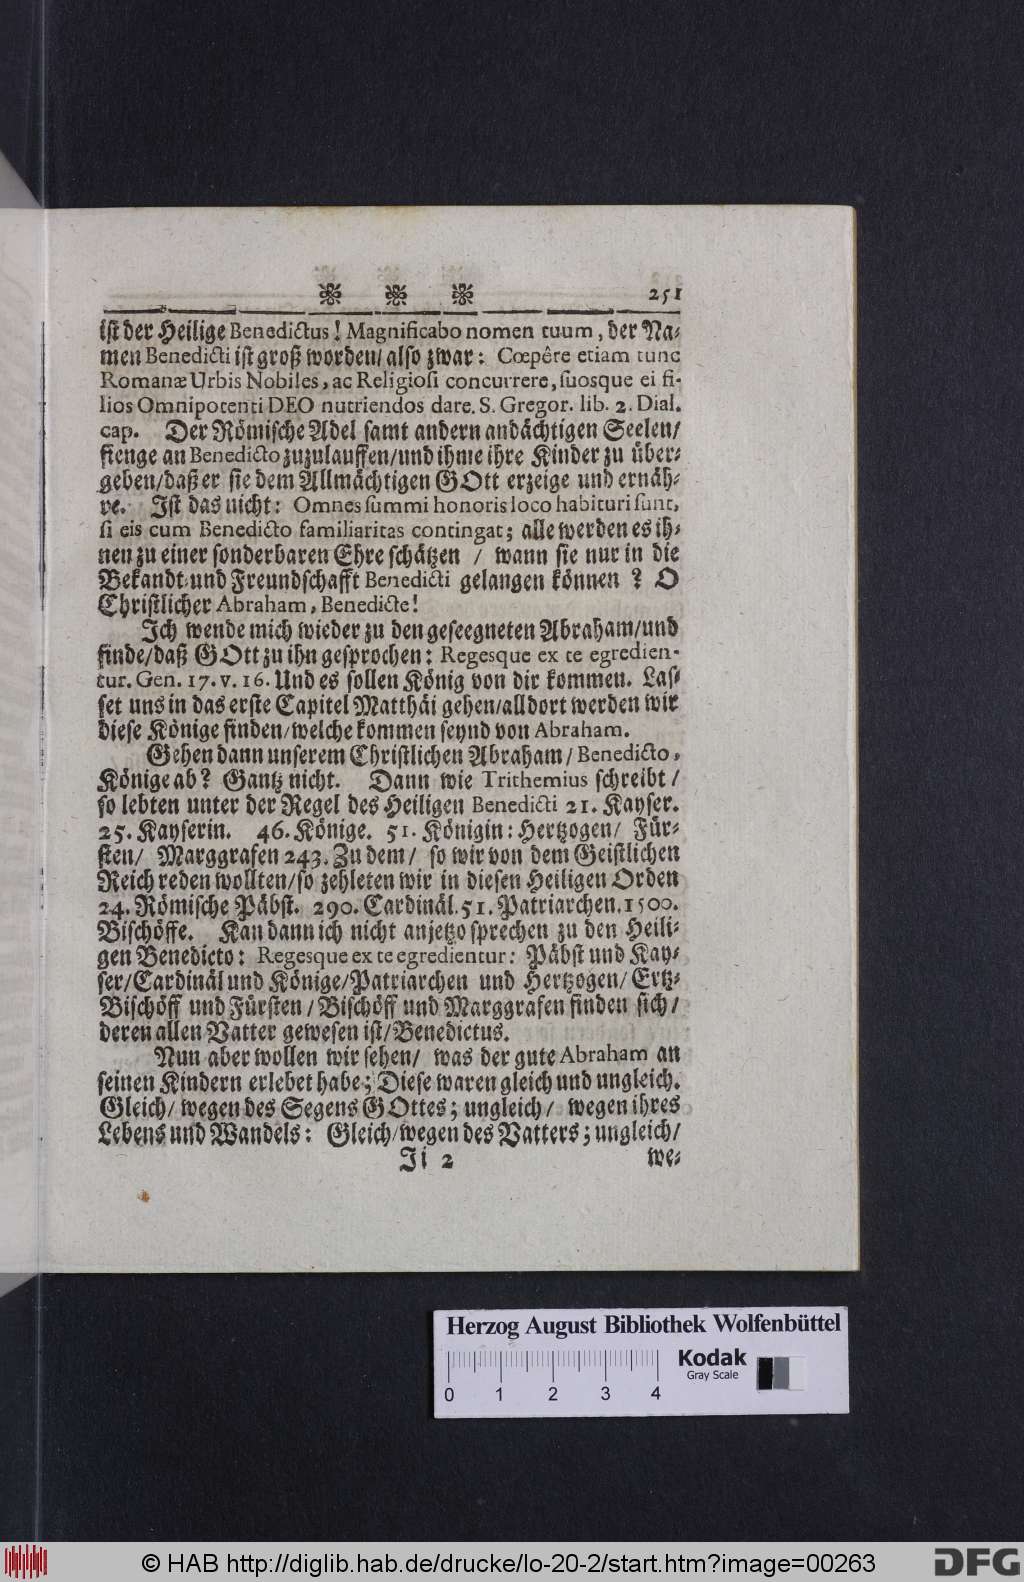 251
ist der Heilige Benedictus! Magnificabo nomen tuum, der Na-
men Benedicti ist groß worden/ also zwar: Cœpêre etiam tunc
Romanæ Urbis Nobiles, ac Religiosi concurrere, suosque ei fi-
lios Omnipotenti DEO nutriendos dare. S. Gregor. lib. 2. Dial.
cap. Der Römische Adel samt andern andächtigen Seelen/
fienge an Benedicto zuzulauffen/ und ihme ihre Kinder zu über-
geben/ daß er sie dem Allmächtigen GOtt erzeige und ernäh-
re. Ist das nicht: Omnes summi honoris loco habituri sunt,
si eis cum Benedicto familiaritas contingat; alle werden es ih-
nen zu einer sonderbaren Ehre schätzen / wann sie nur in die
Bekandt- und Freundschafft Benedicti gelangen können ? O
Christlicher Abraham, Benedicte!
Ich wende mich wieder zu den geseegneten Abraham/ und
finde/ daß GOtt zu ihn gesprochen: Regesque ex te egredien-
tur. Gen. 17. v. 16. Und es sollen König von dir kommen. Las-
set uns in das erste Capitel Matthäi gehen/ alldort werden wir
diese Könige finden/ welche kommen seynd von Abraham.
Gehen dann unserem Christlichen Abraham/ Benedicto,
Könige ab? Gantz nicht. Dann wie Trithemius schreibt /
so lebten unter der Regel des Heiligen Benedicti 21. Kayser.
25. Kayserin. 46. Könige. 51. Königin: Hertzogen/ Für-
sten/ Marggrafen 243. Zu dem/ so wir von dem Geistlichen
Reich reden wollten/ so zehleten wir in diesen Heiligen Orden
24. Römische Päbst. 290. Cardinäl. 51. Patriarchen. 1500.
Bischöffe. Kan dann ich nicht anjetzo sprechen zu den Heili-
gen Benedicto: Regesque ex te egredientur: Päbst und Kay-
ser/ Cardinäl und Könige/ Patriarchen und Hertzogen/ Ertz-
Bischöff und Fürsten / Bischöff und Marggrafen finden sich/
deren allen Vatter gewesen ist/ Benedictus.
Nun aber wollen wir sehen/ was der gute Abraham an
seinen Kindern erlebet habe; Diese waren gleich und ungleich.
Gleich/ wegen des Segens GOttes; ungleich/ wegen ihres
Lebens und Wandels: Gleich/ wegen des Vatters; ungleich/
Ii 2 we-
Herzog August Bibliothek Wolfenbüttel
Kodak
Gray Scale
0 1 2 3 4
© HAB http://diglib.hab.de/drucke/lo-20-2/start.htm?image=00263
DFG